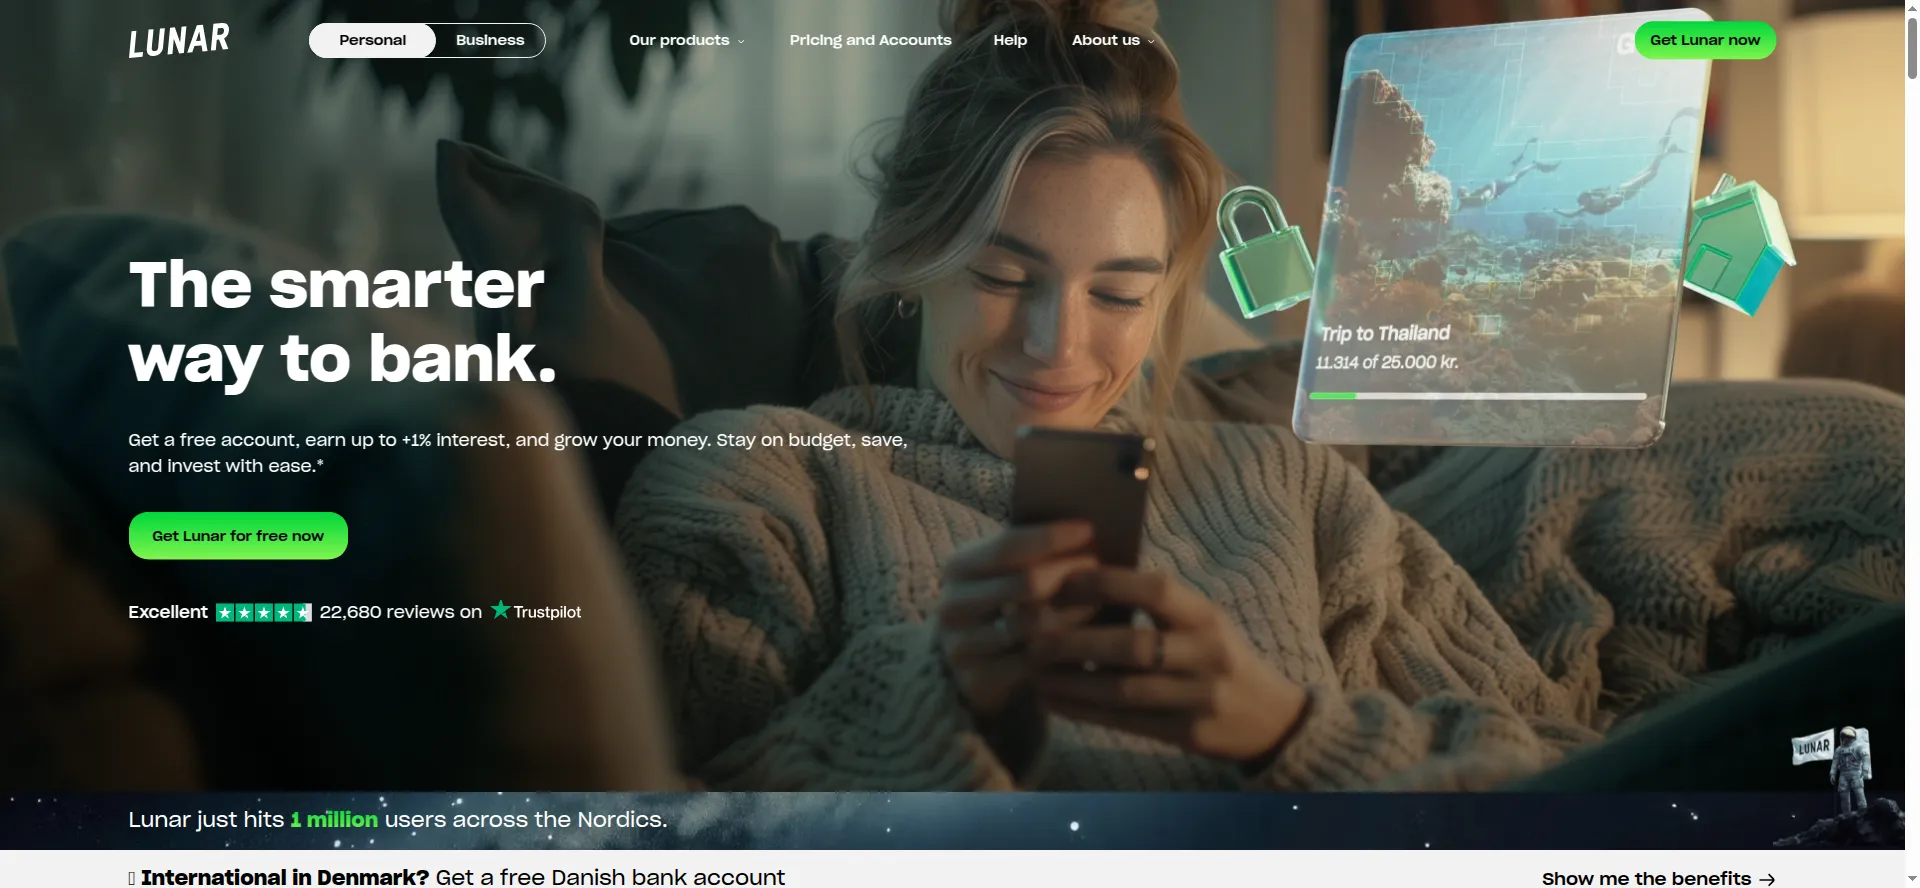 LUNAR
Personal
Business
Our products
Pricing and Accounts
Help
About us
Get Lunar now
The smarter
way to bank.
Get a free account, earn up to +1% interest, and grow your money. Stay on budget, save,
and invest with ease.*
Get Lunar for free now
Excellent 22,680 reviews on Trustpilot
Trip to Thailand
11.314 of 25.000 kr.
LUNAR
Lunar just hits 1 million users across the Nordics.
International in Denmark? Get a free Danish bank account
Show me the benefits →